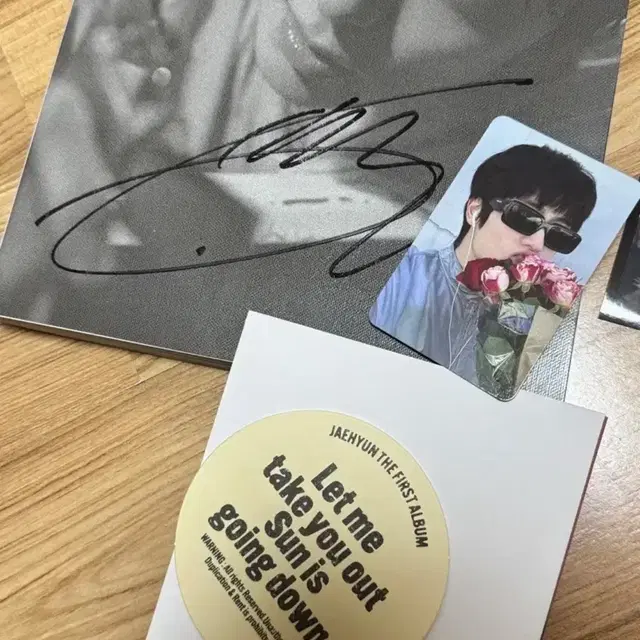 JAEHYUN THE FIRST ALBUM
Let me
take you out
Sun is
going down
WARNING : All rights Reserved.
Duplication & Rent is prohib